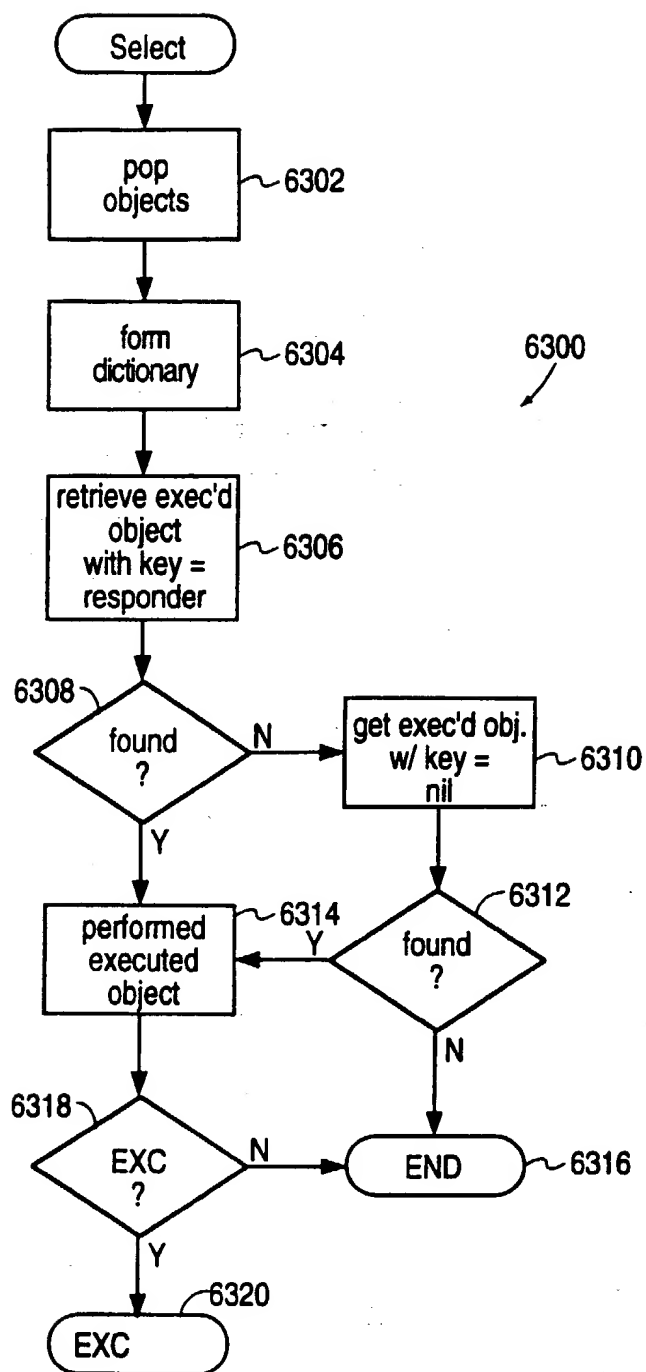 Select
pop
objects
6302
form
dictionary
6304
6300
retrieve exec'd
object
with key =
responder
6306
6308
found
?
N
Y
get exec'd obj.
w/ key =
nil
6310
6312
found
?
Y
N
6314
performed
executed
object
6318
EXC
?
N
Y
END
6316
6320
EXC